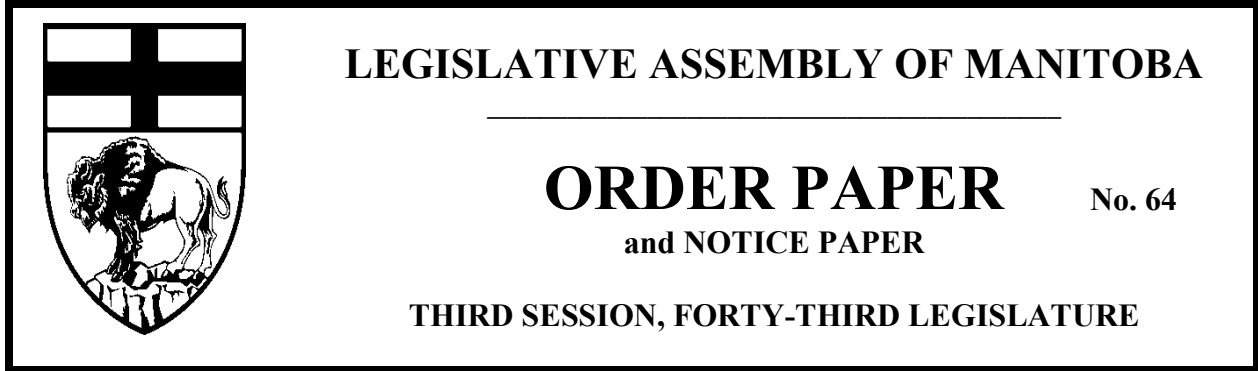 LEGISLATIVE ASSEMBLY OF MANITOBA
ORDER PAPER No. 64
and NOTICE PAPER
THIRD SESSION, FORTY-THIRD LEGISLATURE